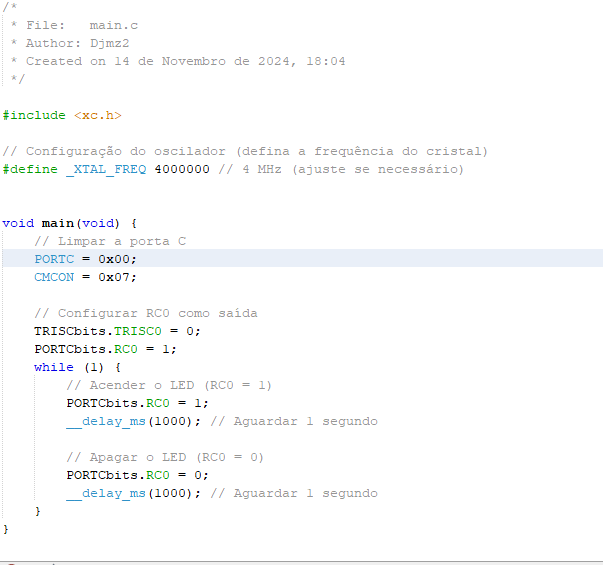 /*
 * File:   main.c
 * Author: Djmz2
 * Created on 14 de Novembro de 2024, 18:04
 */
#include <xc.h>
// Configuração do oscilador (defina a frequência do cristal)
#define _XTAL_FREQ 4000000 // 4 MHz (ajuste se necessário)
void main(void) {
    // Limpar a porta C
    PORTC = 0x00;
    CMCON = 0x07;
    // Configurar RC0 como saída
    TRISCbits.TRISC0 = 0;
    PORTCbits.RC0 = 1;
    while (1) {
        // Acender o LED (RC0 = 1)
        PORTCbits.RC0 = 1;
        __delay_ms(1000); // Aguardar 1 segundo
        // Apagar o LED (RC0 = 0)
        PORTCbits.RC0 = 0;
        __delay_ms(1000); // Aguardar 1 segundo
    }
}